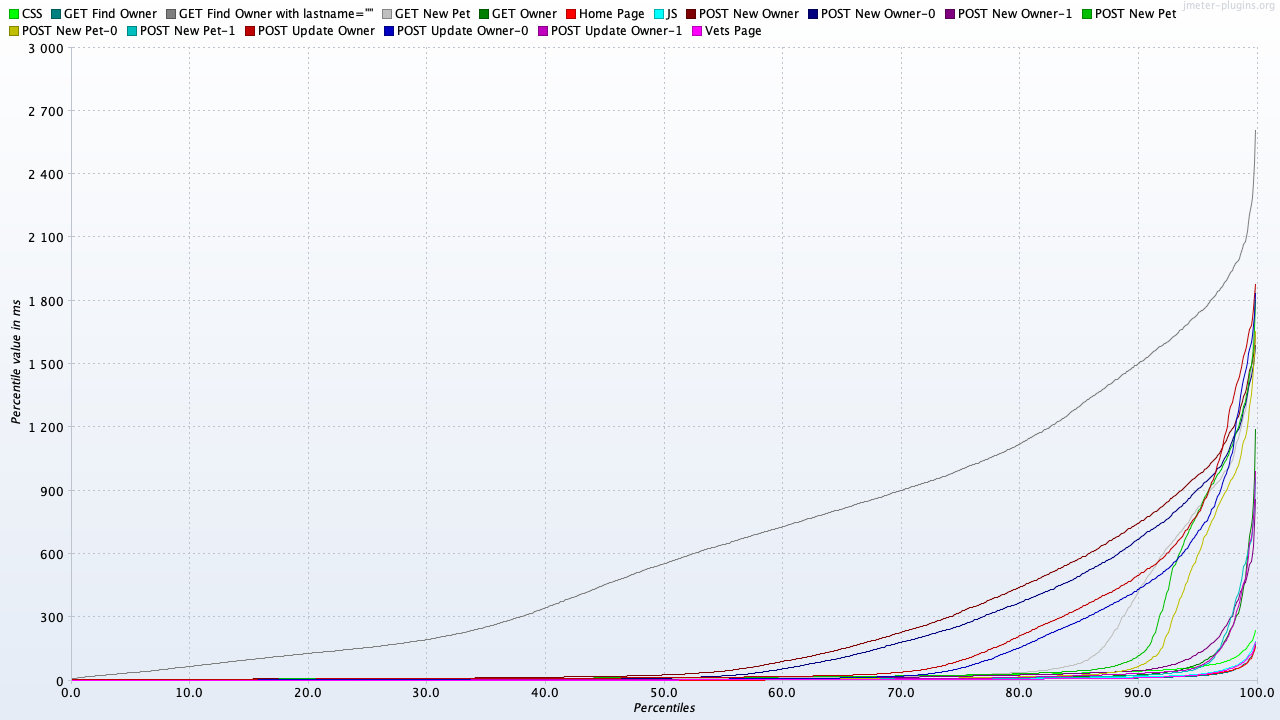 jmeter-plugins.org
CSS GET Find Owner GET Find Owner with lastname="" GET New Pet GET Owner Home Page JS POST New Owner POST New Owner-0 POST New Owner-1 POST New Pet
POST New Pet-0 POST New Pet-1 POST Update Owner POST Update Owner-0 POST Update Owner-1 Vets Page
3 000
2 700
2 400
2 100
1 800
1 500
1 200
900
600
300
0
Percentile value in ms
0.0 10.0 20.0 30.0 40.0 50.0 60.0 70.0 80.0 90.0 100.0
Percentiles